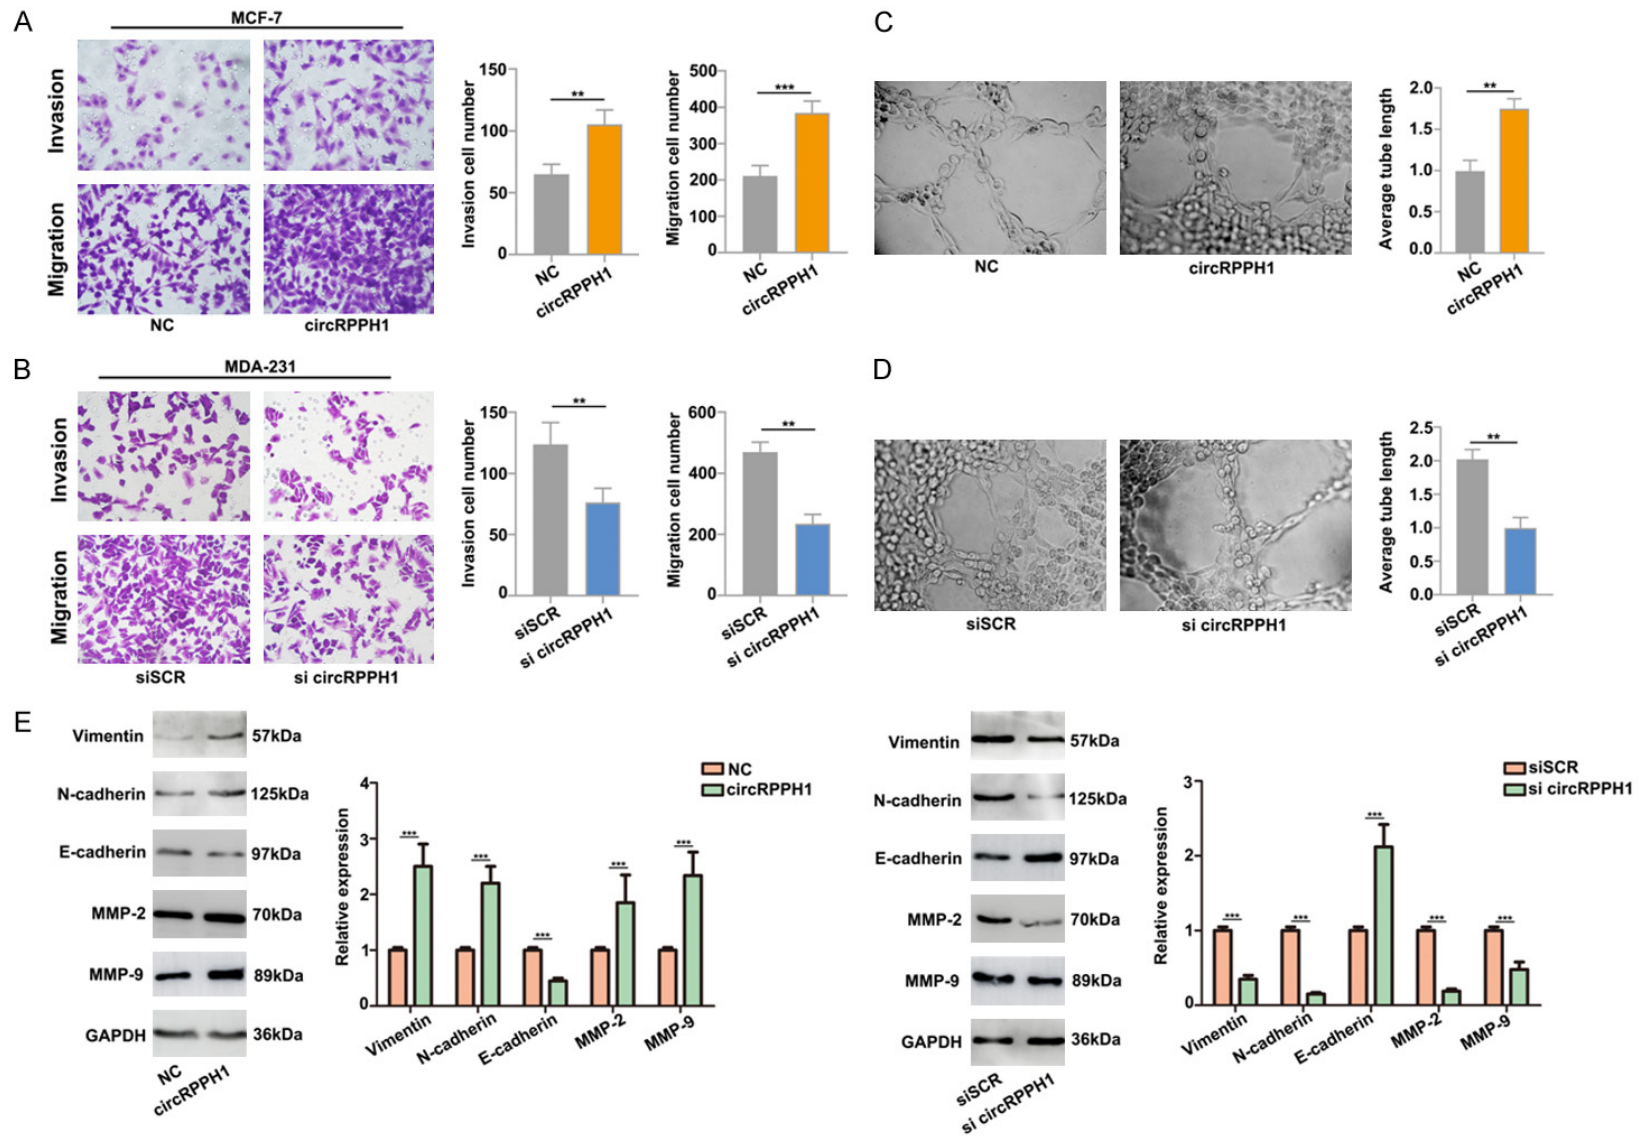 A
MCF-7
Invasion
Migration
NC
circRPPH1
Invasion cell number
150
100
50
0
**
NC
circRPPH1
Migration cell number
500
400
300
200
100
0
***
NC
circRPPH1
C
NC
circRPPH1
Average tube length
2.0
1.5
1.0
0.5
0.0
**
NC
circRPPH1
B
MDA-231
Invasion
Migration
siSCR
si circRPPH1
Invasion cell number
150
100
50
0
**
siSCR
si circRPPH1
Migration cell number
600
400
200
0
**
siSCR
si circRPPH1
D
siSCR
si circRPPH1
Average tube length
2.5
2.0
1.5
1.0
0.5
0.0
**
siSCR
si circRPPH1
E
Vimentin 57kDa
N-cadherin 125kDa
E-cadherin 97kDa
MMP-2 70kDa
MMP-9 89kDa
GAPDH 36kDa
NC
circRPPH1
Relative expression
4
3
2
1
0
NC
circRPPH1
***
***
***
***
***
Vimentin
N-cadherin
E-cadherin
MMP-2
MMP-9
Vimentin 57kDa
N-cadherin 125kDa
E-cadherin 97kDa
MMP-2 70kDa
MMP-9 89kDa
GAPDH 36kDa
siSCR
si circRPPH1
Relative expression
3
2
1
0
siSCR
si circRPPH1
***
***
***
***
***
Vimentin
N-cadherin
E-cadherin
MMP-2
MMP-9